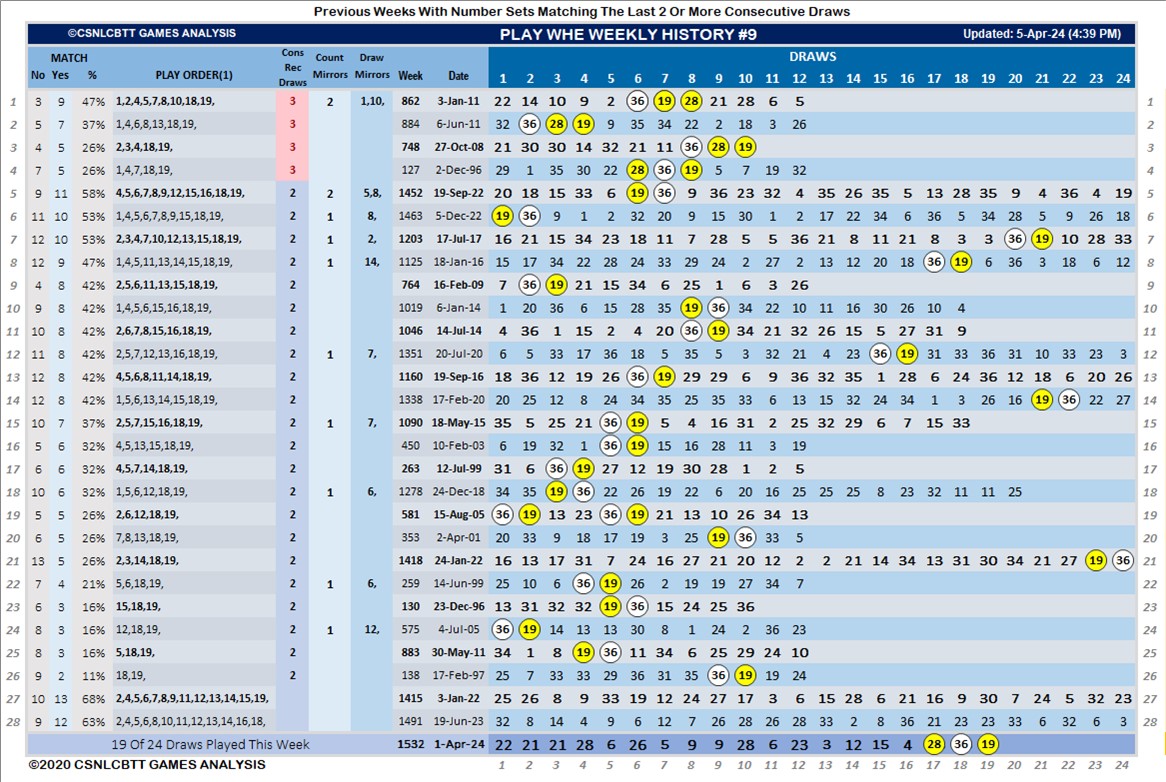 Previous Weeks With Number Sets Matching The Last 2 Or More Consecutive Draws
©CSNLCBTT GAMES ANALYSIS PLAY WHE WEEKLY HISTORY #9 Updated: 5-Apr-24 (4:39 PM)
MATCH Cons Rec Draws Count Mirrors Draw Mirrors DRAWS
No Yes % PLAY ORDER(1) Week Date 1 2 3 4 5 6 7 8 9 10 11 12 13 14 15 16 17 18 19 20 21 22 23 24
1 3 9 47% 1,2,4,5,7,8,10,18,19, 3 2 1,10, 862 3-Jan-11 22 14 10 9 2 36 19 28 21 28 6 5 1
2 5 7 37% 1,4,6,8,13,18,19, 3 884 6-Jun-11 32 36 28 19 9 35 34 22 2 18 3 26 2
3 4 5 26% 2,3,4,18,19, 3 748 27-Oct-08 21 30 30 14 32 21 11 36 28 19 3
4 7 5 26% 1,4,7,18,19, 3 127 2-Dec-96 29 1 35 30 22 28 36 19 5 7 19 32 4
5 9 11 58% 4,5,6,7,8,9,12,15,16,18,19, 2 2 5,8, 1452 19-Sep-22 20 18 15 33 6 19 36 9 36 23 32 4 35 26 35 5 13 28 35 9 4 36 4 19 5
6 11 10 53% 1,4,5,6,7,8,9,15,18,19, 2 1 8, 1463 5-Dec-22 19 36 9 1 2 32 20 9 15 30 1 2 17 22 34 6 36 5 34 28 5 9 26 18 6
7 12 10 53% 2,3,4,7,10,12,13,15,18,19, 2 1 2, 1203 17-Jul-17 16 21 15 34 23 18 11 7 28 5 5 36 21 8 11 21 8 3 3 20 19 10 28 33 7
8 12 9 47% 1,4,5,11,13,14,15,18,19, 2 1 14, 1125 18-Jan-16 15 17 34 22 28 24 33 29 24 2 27 2 13 12 20 18 36 19 6 36 3 18 6 12 8
9 4 8 42% 2,5,6,11,13,15,18,19, 2 764 16-Feb-09 7 36 19 21 15 34 6 25 1 6 3 26 9
10 9 8 42% 1,4,5,6,15,16,18,19, 2 1019 6-Jan-14 1 20 36 6 15 28 35 19 36 34 22 10 11 16 30 26 10 4 10
11 10 8 42% 2,6,7,8,15,16,18,19, 2 1046 14-Jul-14 4 36 1 15 2 4 20 36 19 34 21 32 26 15 5 27 31 9 11
12 11 8 42% 2,5,7,12,13,16,18,19, 2 1 7, 1351 20-Jul-20 6 5 33 17 36 18 5 35 5 3 32 21 4 23 36 19 31 33 36 31 10 33 23 3 12
13 12 8 42% 4,5,6,8,11,14,18,19, 2 1160 19-Sep-16 18 36 12 19 26 36 19 29 29 6 9 36 32 35 1 28 6 24 36 12 18 6 20 26 13
14 12 8 42% 1,5,6,13,14,15,18,19, 2 1338 17-Feb-20 20 25 12 8 24 34 35 25 35 33 6 13 15 32 24 34 1 3 26 16 19 36 22 27 14
15 10 7 37% 2,5,7,15,16,18,19, 2 1 7, 1090 18-May-15 35 5 25 21 36 19 5 4 16 31 2 25 32 29 6 7 15 33 15
16 5 6 32% 4,5,13,15,18,19, 2 450 10-Feb-03 6 19 32 1 36 19 15 16 28 11 3 19 16
17 6 6 32% 4,5,7,14,18,19, 2 263 12-Jul-99 31 6 36 19 27 12 19 30 28 1 2 5 17
18 10 6 32% 1,5,6,12,18,19, 2 1 6, 1278 24-Dec-18 34 35 19 36 22 26 19 22 6 20 16 25 25 25 8 23 32 11 11 25 18
19 5 5 26% 2,6,12,18,19, 2 581 15-Aug-05 36 19 13 23 36 19 21 13 10 26 34 13 19
20 6 5 26% 7,8,13,18,19, 2 353 2-Apr-01 20 33 9 18 17 19 3 25 19 36 33 5 20
21 13 5 26% 2,3,14,18,19, 2 1418 24-Jan-22 16 13 17 31 7 24 16 27 21 20 12 2 2 21 14 34 13 31 30 34 21 27 19 36 21
22 7 4 21% 5,6,18,19, 2 1 6, 259 14-Jun-99 25 10 6 36 19 26 2 19 19 27 34 7 22
23 6 3 16% 15,18,19, 2 130 23-Dec-96 13 31 32 32 19 36 15 24 25 36 23
24 8 3 16% 12,18,19, 2 1 12, 575 4-Jul-05 36 19 14 13 13 30 8 1 24 2 36 23 24
25 8 3 16% 5,18,19, 2 883 30-May-11 34 1 8 19 36 11 34 6 25 29 24 10 25
26 9 2 11% 18,19, 2 138 17-Feb-97 25 7 33 33 29 36 31 35 36 19 19 24 26
27 10 13 68% 2,4,5,6,7,8,9,11,12,13,14,15,19, 1415 3-Jan-22 25 26 8 9 33 19 12 24 27 17 3 6 15 28 6 21 16 9 30 7 24 5 32 23 27
28 9 12 63% 2,4,5,6,8,10,11,12,13,14,16,18, 1491 19-Jun-23 32 8 14 4 9 6 12 7 26 28 26 28 33 2 8 36 21 23 23 33 6 32 6 3 28
19 Of 24 Draws Played This Week 1532 1-Apr-24 22 21 21 28 6 26 5 9 9 28 6 23 3 12 15 4 28 36 19
©2020 CSNLCBTT GAMES ANALYSIS 1 2 3 4 5 6 7 8 9 10 11 12 13 14 15 16 17 18 19 20 21 22 23 24